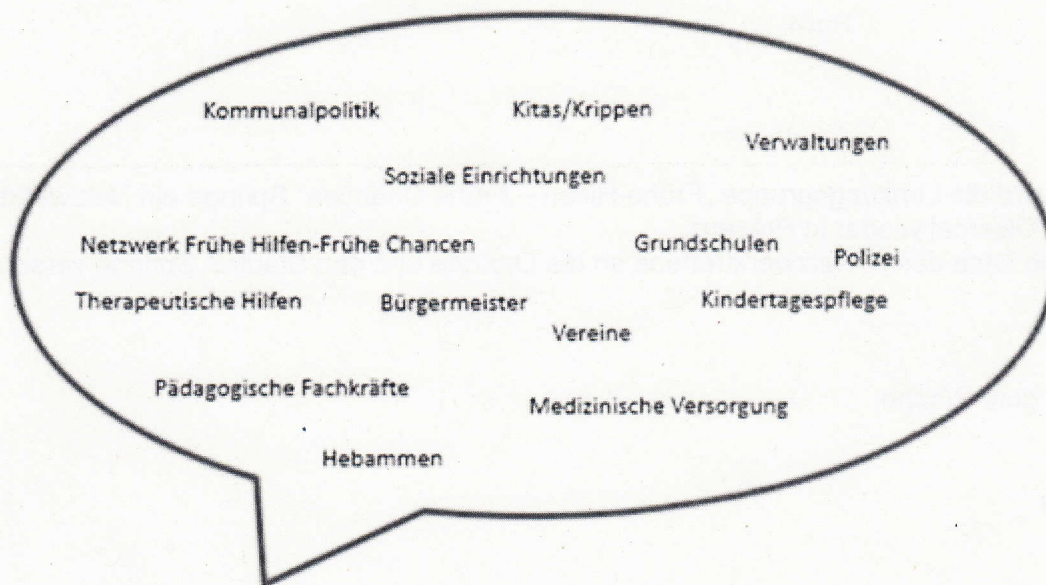 Kommunalpolitik
Kitas/Krippen
Verwaltungen
Soziale Einrichtungen
Netzwerk Frühe Hilfen-Frühe Chancen
Grundschulen
Polizei
Therapeutische Hilfen
Bürgermeister
Kindertagespflege
Vereine
Pädagogische Fachkräfte
Medizinische Versorgung
Hebammen